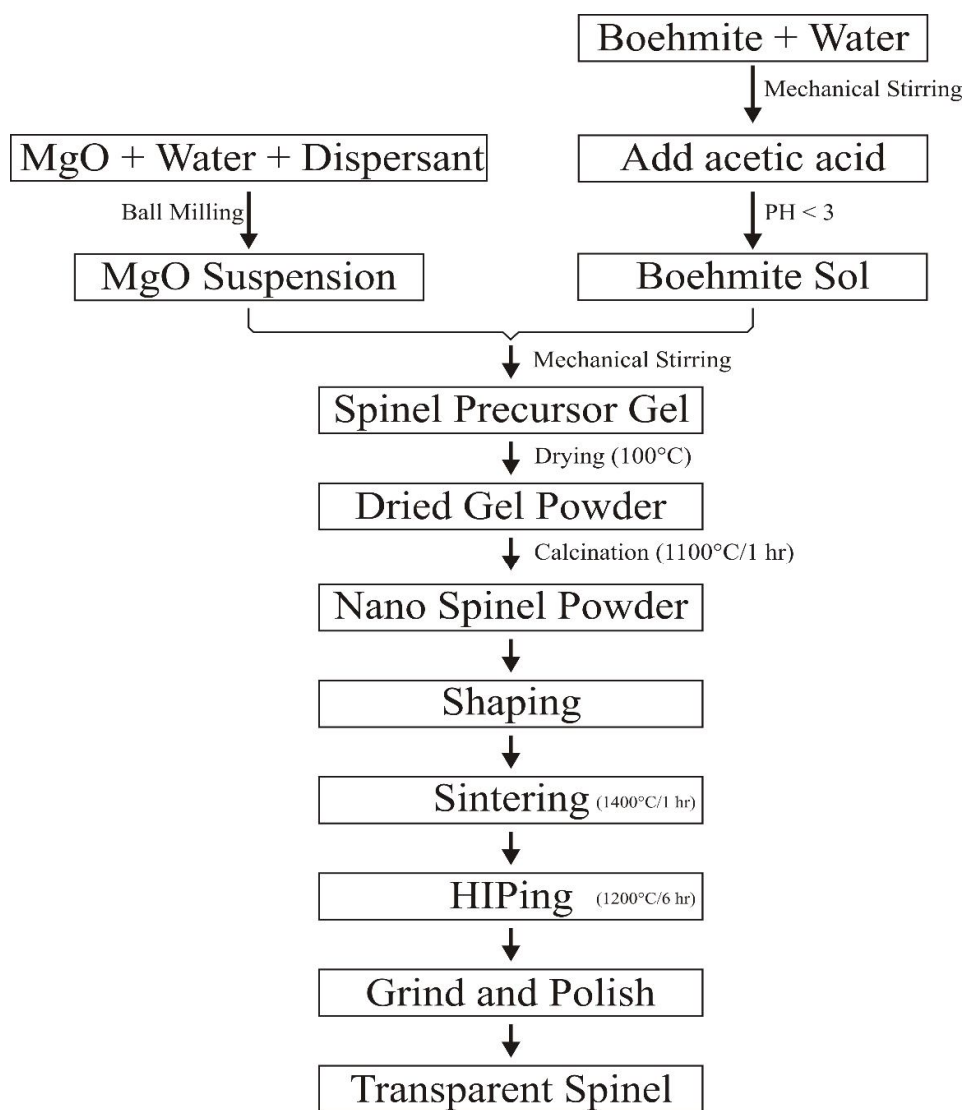 Boehmite + Water
Mechanical Stirring
MgO + Water + Dispersant
Add acetic acid
Ball Milling
PH < 3
MgO Suspension
Boehmite Sol
Mechanical Stirring
Spinel Precursor Gel
Drying (100°C)
Dried Gel Powder
Calcination (1100°C/1 hr)
Nano Spinel Powder
Shaping
Sintering (1400°C/1 hr)
HIPing (1200°C/6 hr)
Grind and Polish
Transparent Spinel